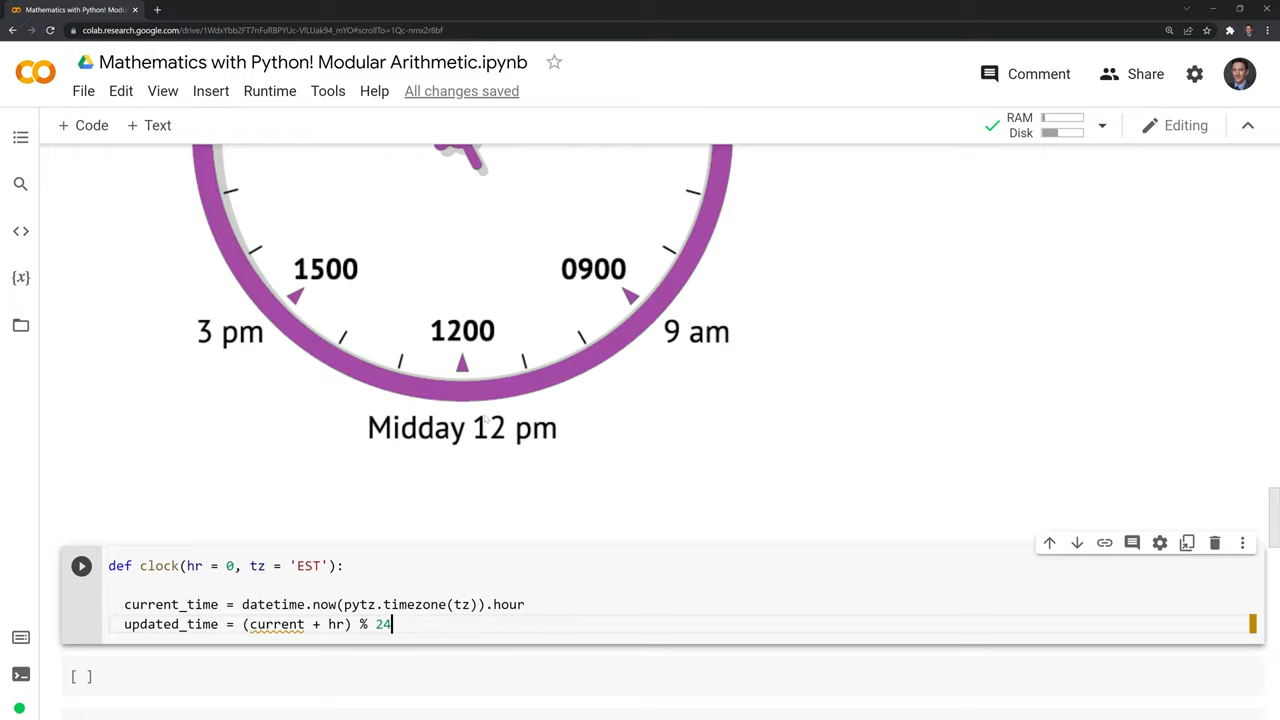 Mathematics with Python! Modu
colab.research.google.com/drive/1WdxYbb2FT7nFuRBPYUc-VlLUak94_mYO#scrollTo=1Qc-nmx2r8bf
Mathematics with Python! Modular Arithmetic.ipynb
Comment
Share
File Edit View Insert Runtime Tools Help All changes saved
+ Code + Text
RAM
Disk
Editing
{x}
1500
0900
3 pm
1200
9 am
Midday 12 pm
def clock(hr = 0, tz = 'EST'):
current_time = datetime.now(pytz.timezone(tz)).hour
updated_time = (current + hr) % 24
[ ]